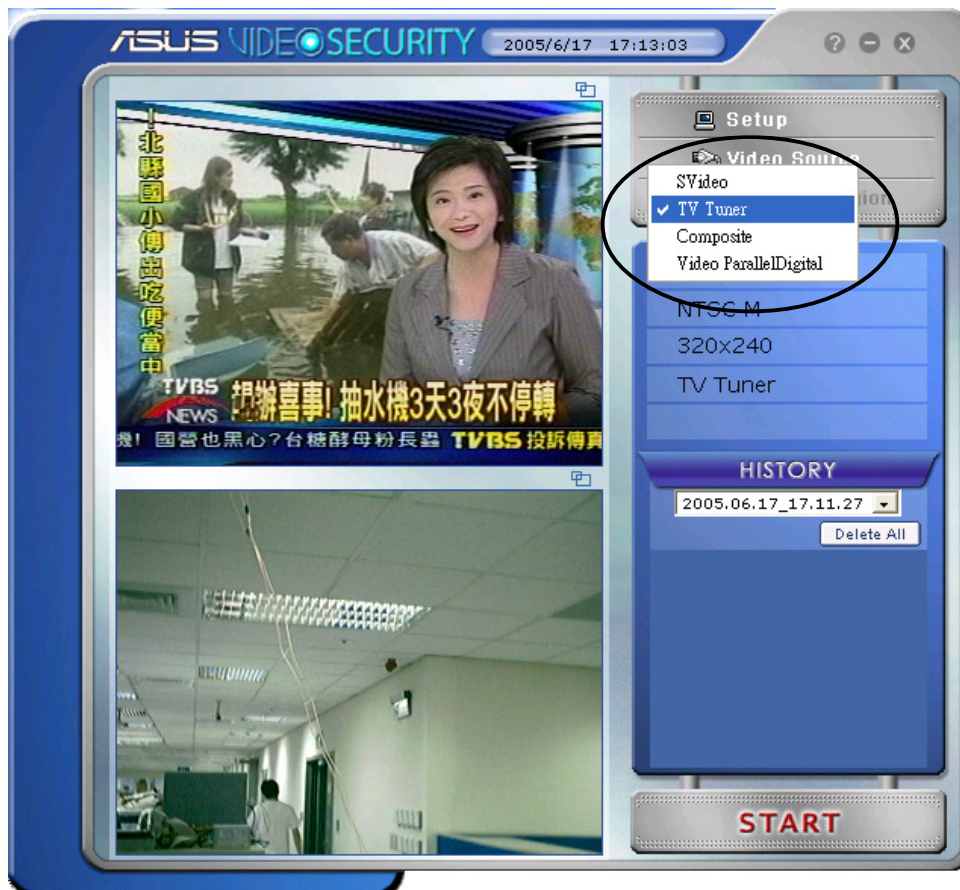 ASUS VIDEO SECURITY 2005/6/17 17:13:03
!北縣國小傳出吃便當中
TVBS
NEWS
辦喜事!抽水機3天3夜不停轉
機! 國營也黑心?台糖酵母粉長蟲 TVBS 投訴傳真
Setup
Video Source
SVideo
TV Tuner
Composite
Video ParallelDigital
NTSC M
320x240
TV Tuner
HISTORY
2005.06.17_17.11.27
Delete All
START